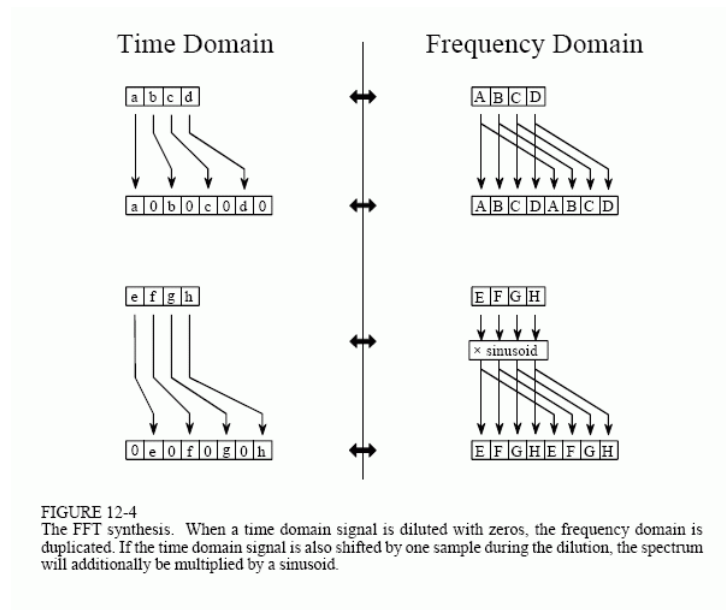 Time Domain
Frequency Domain
a b c d
A B C D
a 0 b 0 c 0 d 0
A B C D A B C D
e f g h
E F G H
× sinusoid
0 e 0 f 0 g 0 h
E F G H E F G H
FIGURE 12-4
The FFT synthesis. When a time domain signal is diluted with zeros, the frequency domain is
duplicated. If the time domain signal is also shifted by one sample during the dilution, the spectrum
will additionally be multiplied by a sinusoid.